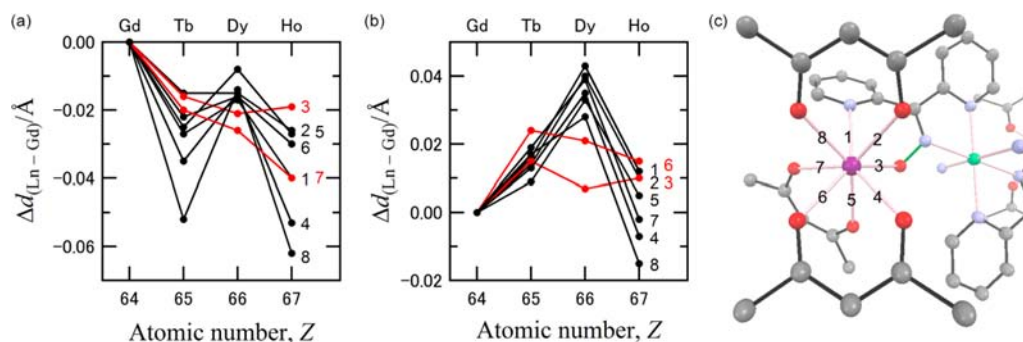 (a)
Gd Tb Dy Ho
0.00
−0.02
−0.04
−0.06
Δd(Ln – Gd)/Å
3
2 5
6
1 7
4
8
64 65 66 67
Atomic number, Z
(b)
Gd Tb Dy Ho
0.04
0.02
0.00
0.02
Δd(Ln – Gd)/Å
1 6
2 3
5
7
4
8
64 65 66 67
Atomic number, Z
(c)
8 1 2
7 3
6 5 4